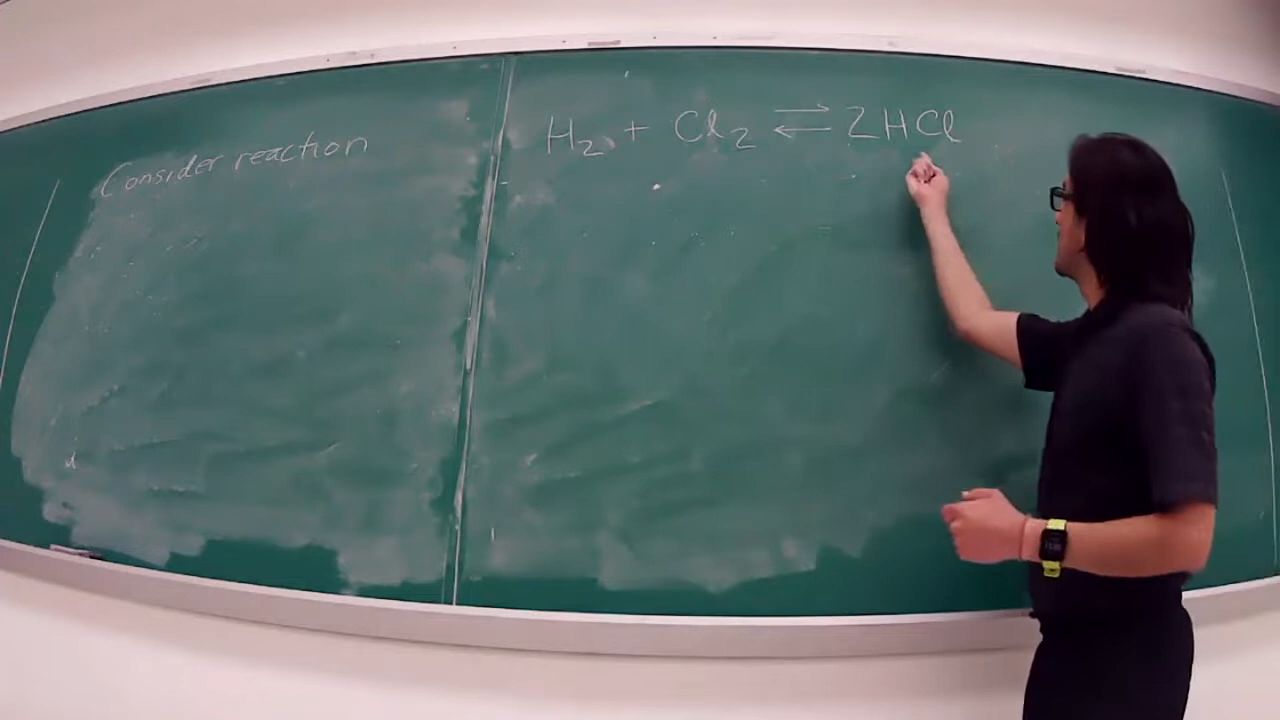 Consider reaction
H₂ + Cl₂ ⇌ 2HCl